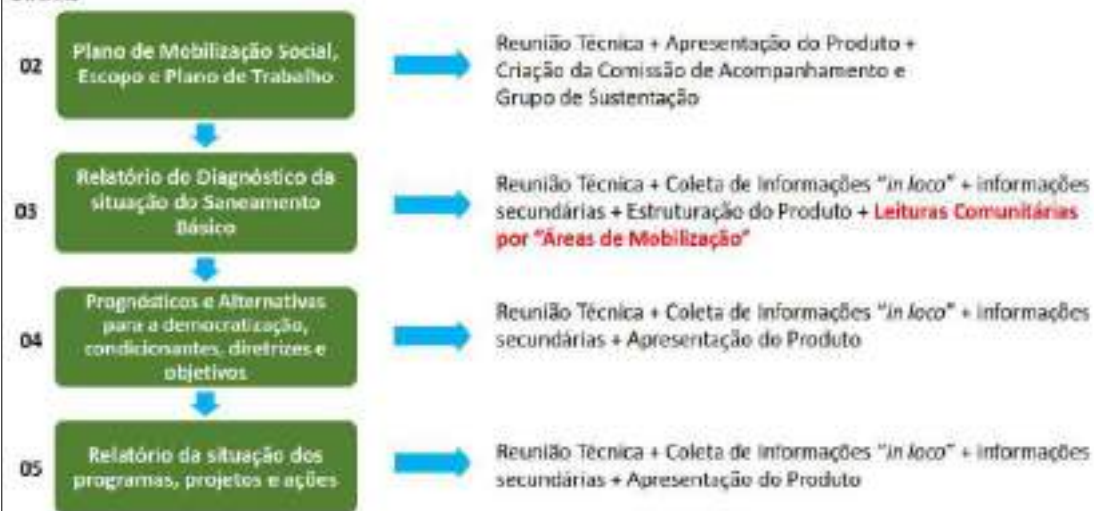 02
Plano de Mobilização Social,
Escopo e Plano de Trabalho
Reunião Técnica + Apresentação do Produto +
Criação da Comissão de Acompanhamento e
Grupo de Sustentação
03
Relatório do Diagnóstico da
situação do Saneamento
Básico
Reunião Técnica + Coleta de Informações "in loco" + informações
secundárias + Estruturação do Produto + Leituras Comunitárias
por "Áreas de Mobilização"
04
Prognósticos e Alternativas
para a democratização,
condicionantes, diretrizes e
objetivos
Reunião Técnica + Coleta de Informações "in loco" + informações
secundárias + Apresentação do Produto
05
Relatório da situação dos
programas, projetos e ações
Reunião Técnica + Coleta de Informações "in loco" + informações
secundárias + Apresentação do Produto